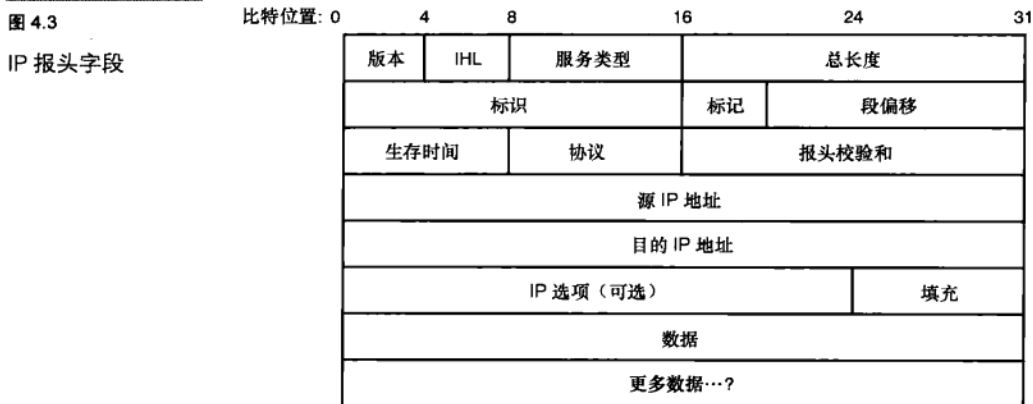 图 4.3
IP 报头字段
比特位置: 0 4 8 16 24 31
版本 IHL 服务类型 总长度
标识 标记 段偏移
生存时间 协议 报头校验和
源 IP 地址
目的 IP 地址
IP 选项（可选） 填充
数据
更多数据…?